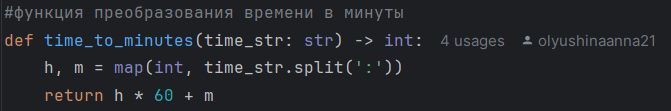 #функция преобразования времени в минуты
def time_to_minutes(time_str: str) -> int: 4 usages olyushinaanna21
    h, m = map(int, time_str.split(':'))
    return h * 60 + m